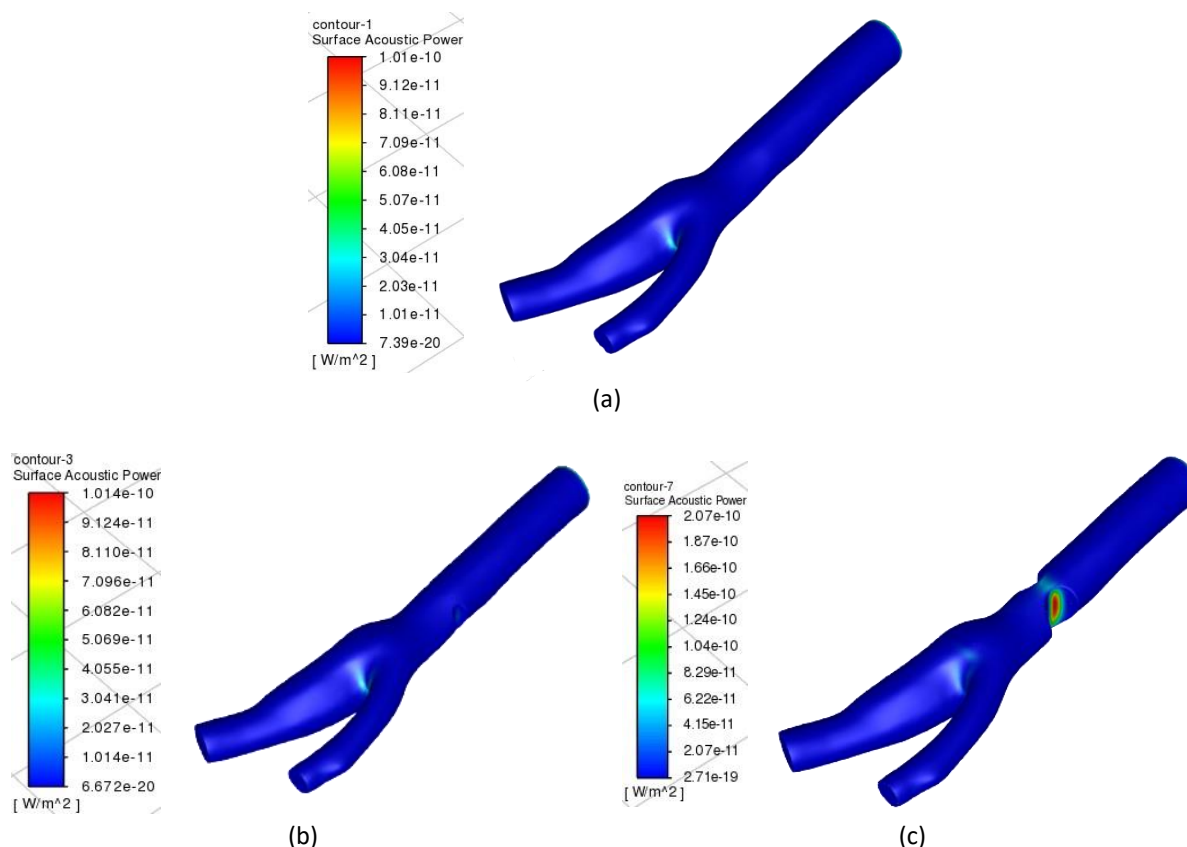 contour-1
Surface Acoustic Power
1.01e-10
9.12e-11
8.11e-11
7.09e-11
6.08e-11
5.07e-11
4.05e-11
3.04e-11
2.03e-11
1.01e-11
7.39e-20
[ W/m^2 ]
(a)
contour-3
Surface Acoustic Power
1.014e-10
9.124e-11
8.110e-11
7.096e-11
6.082e-11
5.069e-11
4.055e-11
3.041e-11
2.027e-11
1.014e-11
6.672e-20
[ W/m^2 ]
(b)
contour-7
Surface Acoustic Power
2.07e-10
1.87e-10
1.66e-10
1.45e-10
1.24e-10
1.04e-10
8.29e-11
6.22e-11
4.15e-11
2.07e-11
2.71e-19
[ W/m^2 ]
(c)